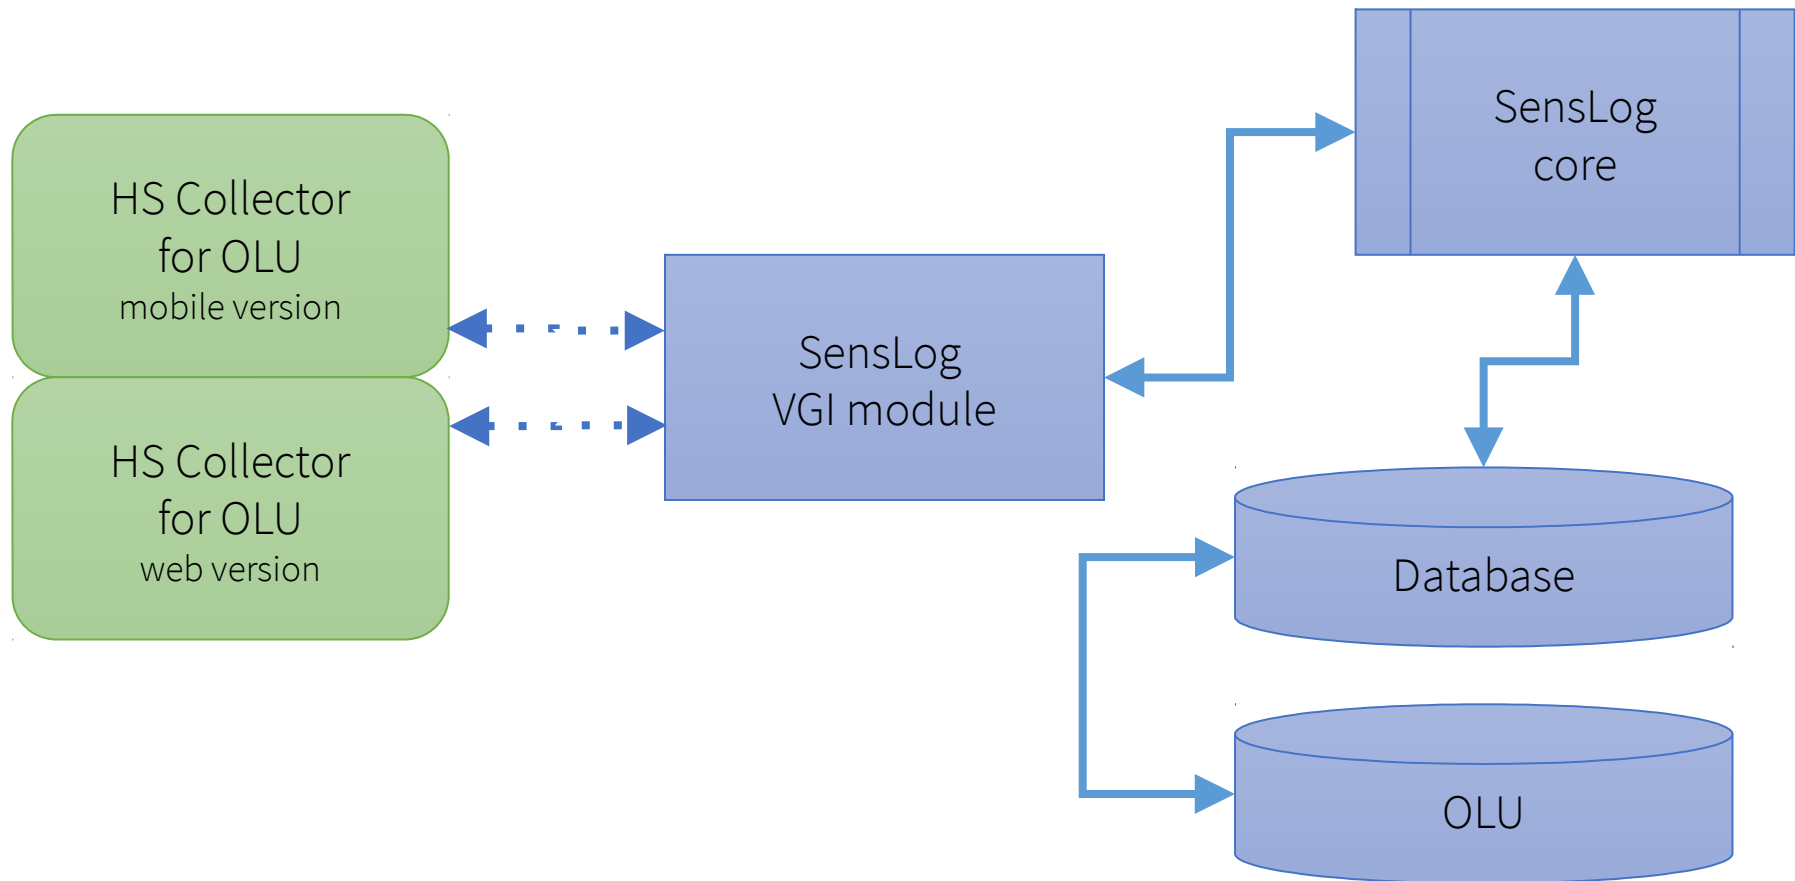 HS Collector
for OLU
mobile version
HS Collector
for OLU
web version
SensLog
VGI module
SensLog
core
Database
OLU